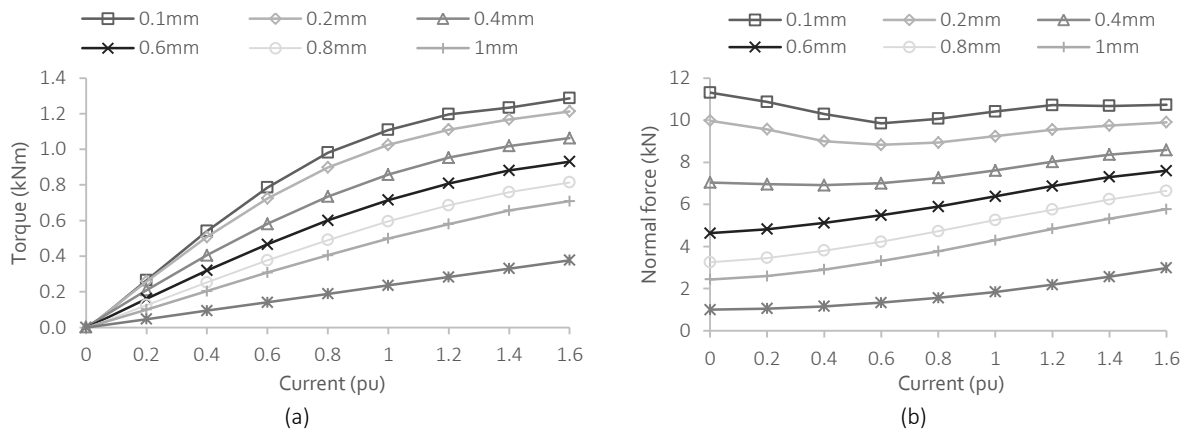 0.1mm 0.2mm 0.4mm
0.6mm 0.8mm 1mm
1.4
1.2
1.0
0.8
0.6
0.4
0.2
0.0
Torque (kNm)
0 0.2 0.4 0.6 0.8 1 1.2 1.4 1.6
Current (pu)
(a)
0.1mm 0.2mm 0.4mm
0.6mm 0.8mm 1mm
12
10
8
6
4
2
0
Normal force (kN)
0 0.2 0.4 0.6 0.8 1 1.2 1.4 1.6
Current (pu)
(b)